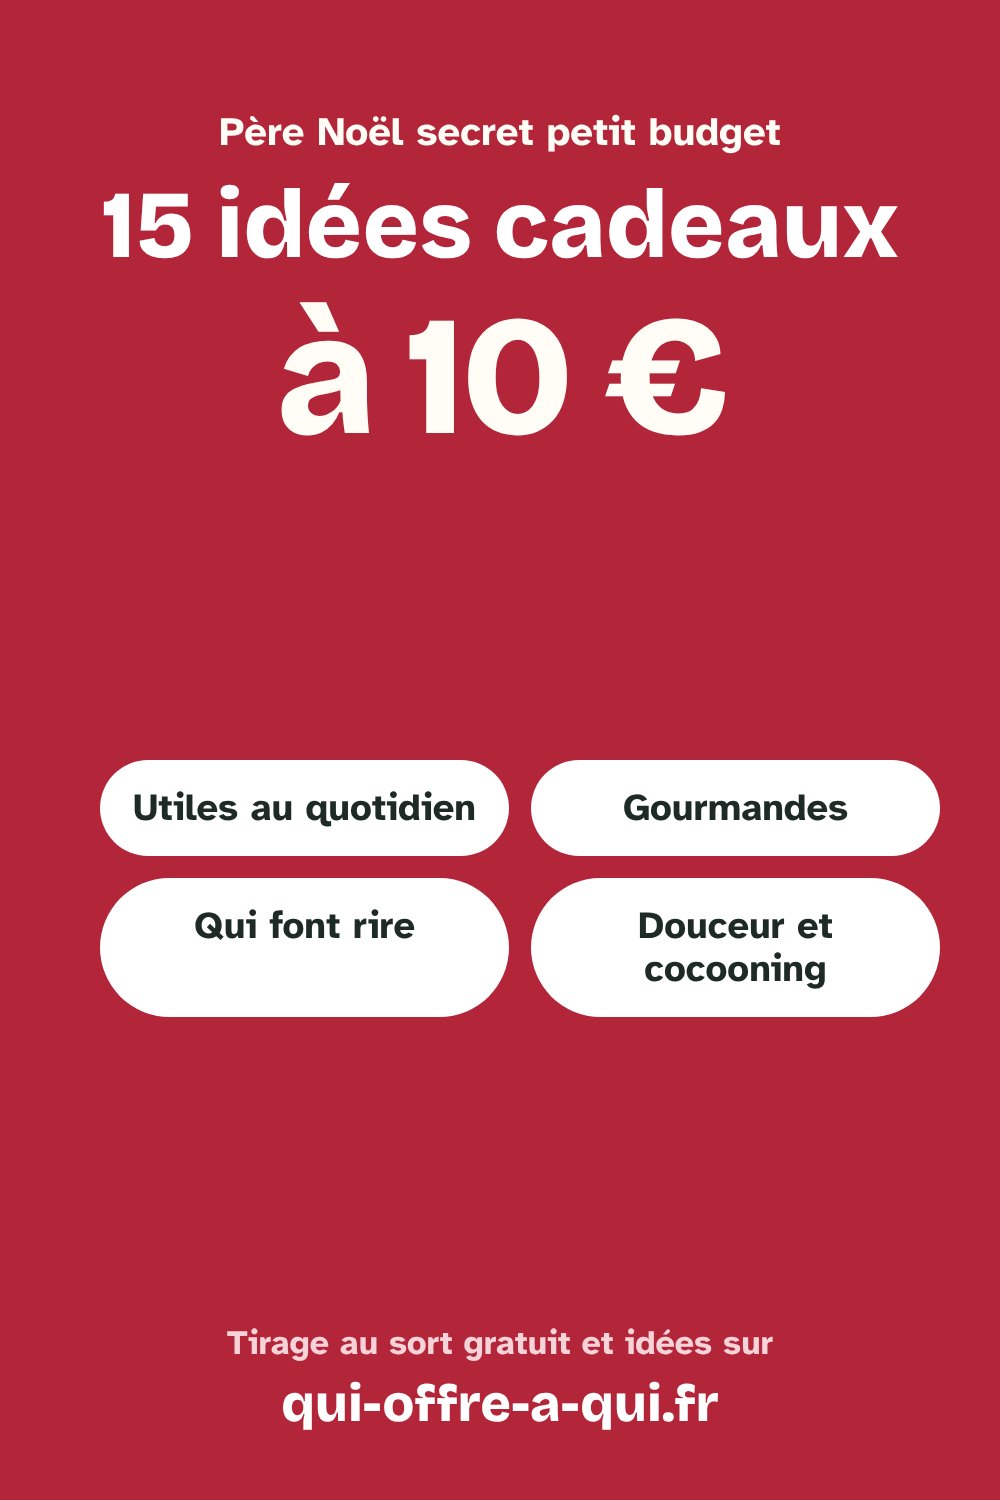 Père Noël secret petit budget
15 idées cadeaux
à 10 €
Utiles au quotidien
Gourmandes
Qui font rire
Douceur et
cocooning
Tirage au sort gratuit et idées sur
qui-offre-a-qui.fr